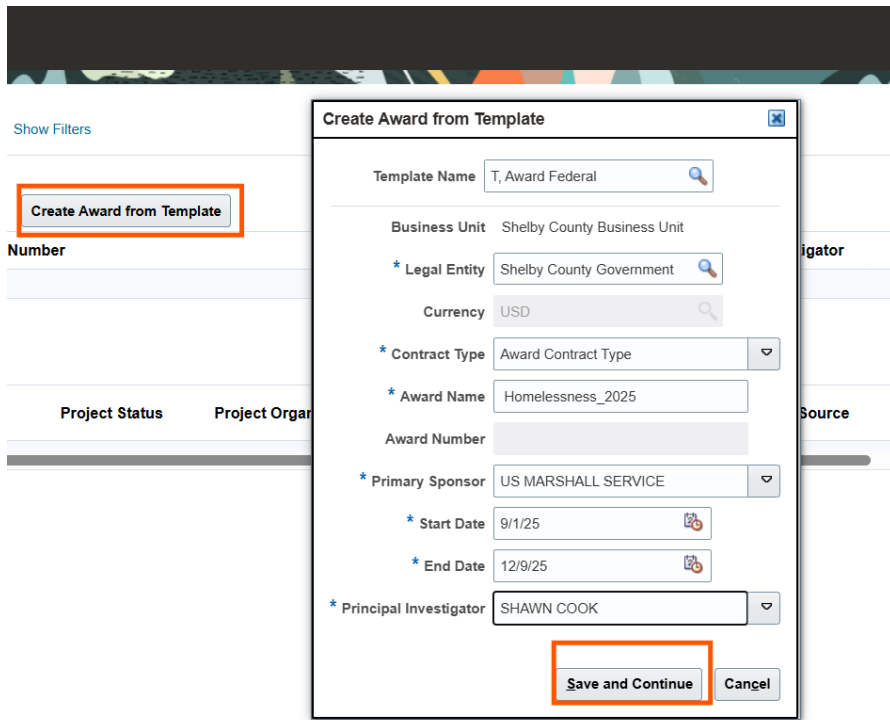 Show Filters
Create Award from Template
Number
Project Status Project Organ
Create Award from Template
Template Name T, Award Federal
Business Unit Shelby County Business Unit
* Legal Entity Shelby County Government
Currency USD
* Contract Type Award Contract Type
* Award Name Homelessness_2025
Award Number
* Primary Sponsor US MARSHALL SERVICE
* Start Date 9/1/25
* End Date 12/9/25
* Principal Investigator SHAWN COOK
Save and Continue Cancel
igator
Source